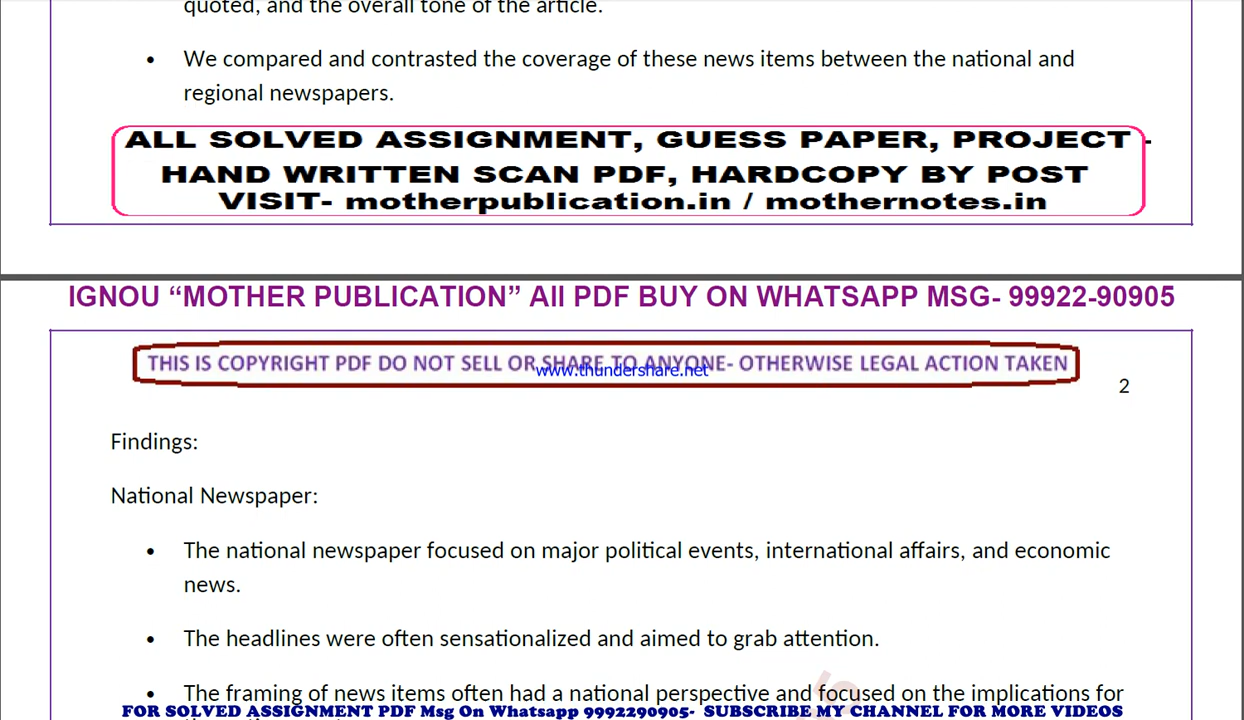 quoted, and the overall tone of the article.
• We compared and contrasted the coverage of these news items between the national and
regional newspapers.
ALL SOLVED ASSIGNMENT, GUESS PAPER, PROJECT -
HAND WRITTEN SCAN PDF, HARDCOPY BY POST
VISIT- motherpublication.in / mothernotes.in
IGNOU “MOTHER PUBLICATION” All PDF BUY ON WHATSAPP MSG- 99922-90905
THIS IS COPYRIGHT PDF DO NOT SELL OR SHARE TO ANYONE- OTHERWISE LEGAL ACTION TAKEN
www.thundershare.net
2
Findings:
National Newspaper:
• The national newspaper focused on major political events, international affairs, and economic
news.
• The headlines were often sensationalized and aimed to grab attention.
• The framing of news items often had a national perspective and focused on the implications for
FOR SOLVED ASSIGNMENT PDF Msg On Whatsapp 9992290905- SUBSCRIBE MY CHANNEL FOR MORE VIDEOS